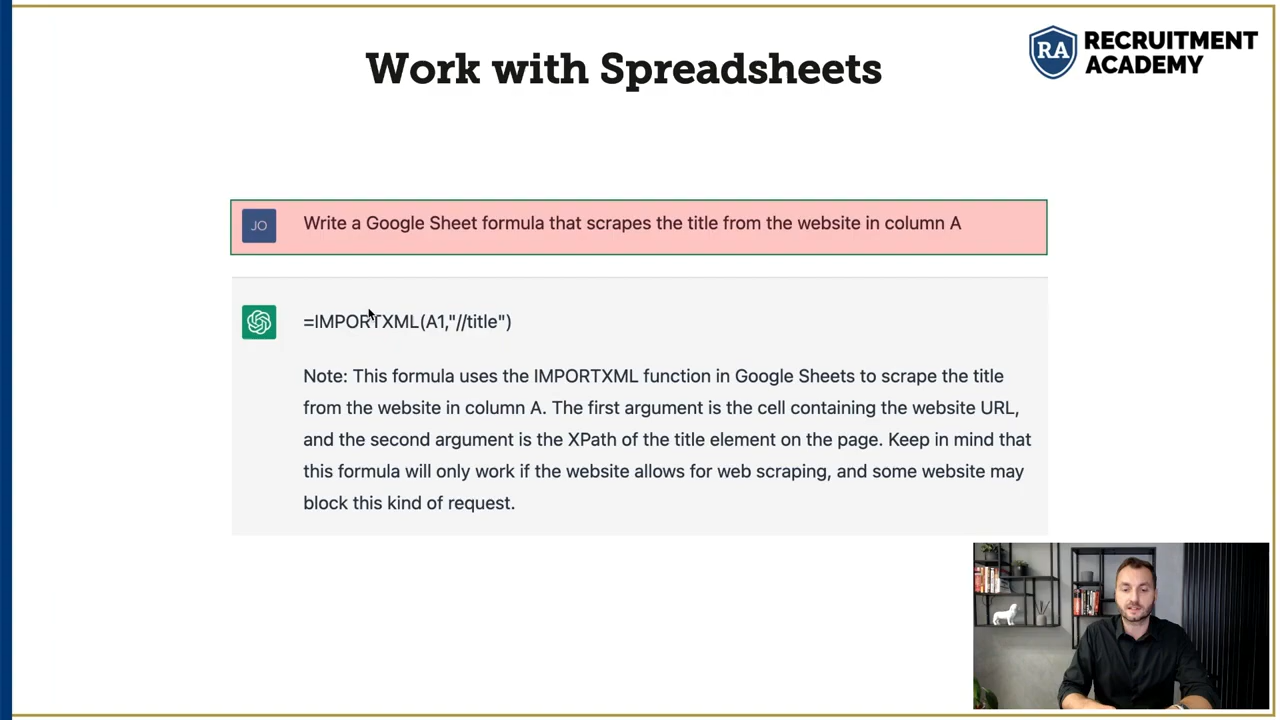 Work with Spreadsheets
RA
RECRUITMENT
ACADEMY
JO
Write a Google Sheet formula that scrapes the title from the website in column A
=IMPORTXML(A1,"//title")
Note: This formula uses the IMPORTXML function in Google Sheets to scrape the title
from the website in column A. The first argument is the cell containing the website URL,
and the second argument is the XPath of the title element on the page. Keep in mind that
this formula will only work if the website allows for web scraping, and some website may
block this kind of request.